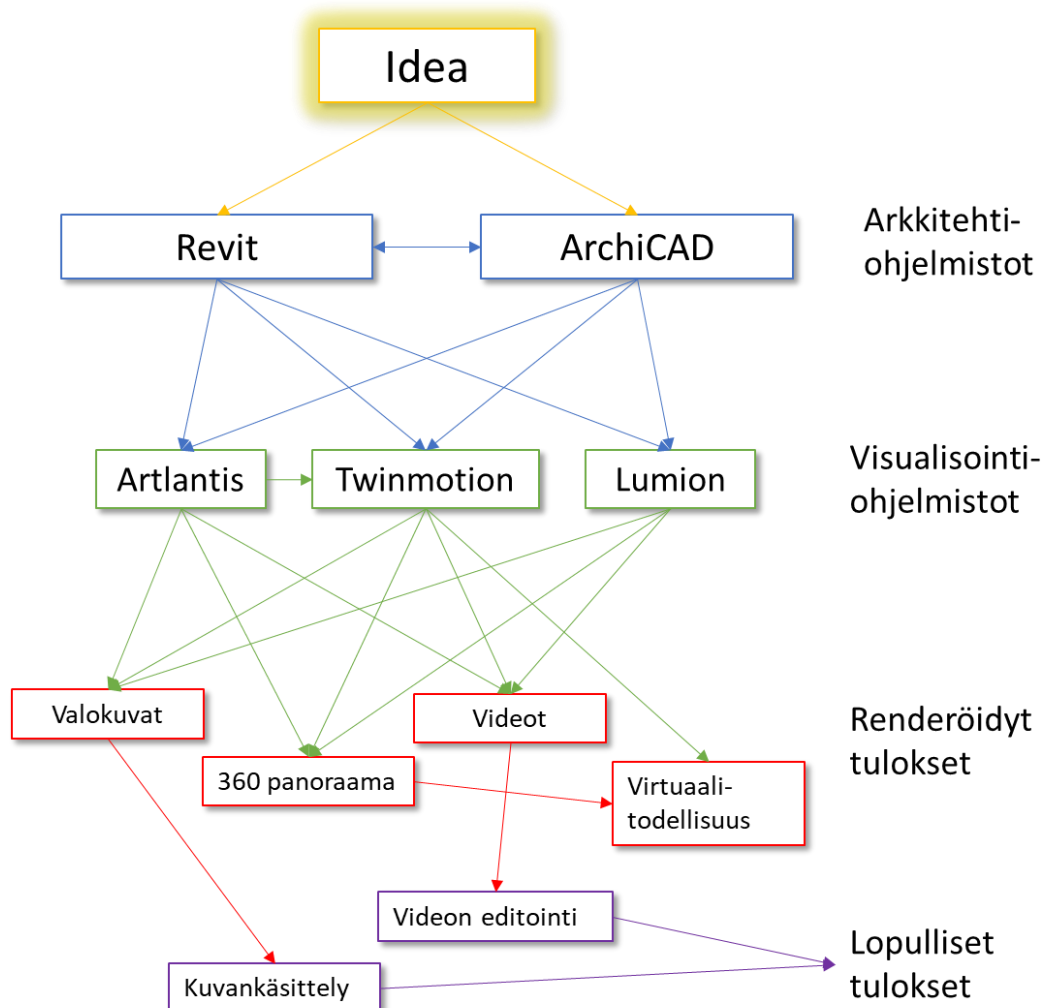 Idea
Revit
ArchiCAD
Arkkitehti-
ohjelmistot
Artlantis
Twinmotion
Lumion
Visualisointi-
ohjelmistot
Valokuvat
Videot
360 panoraama
Virtuaali-
todellisuus
Renderöidyt
tulokset
Videon editointi
Kuvankäsittely
Lopulliset
tulokset